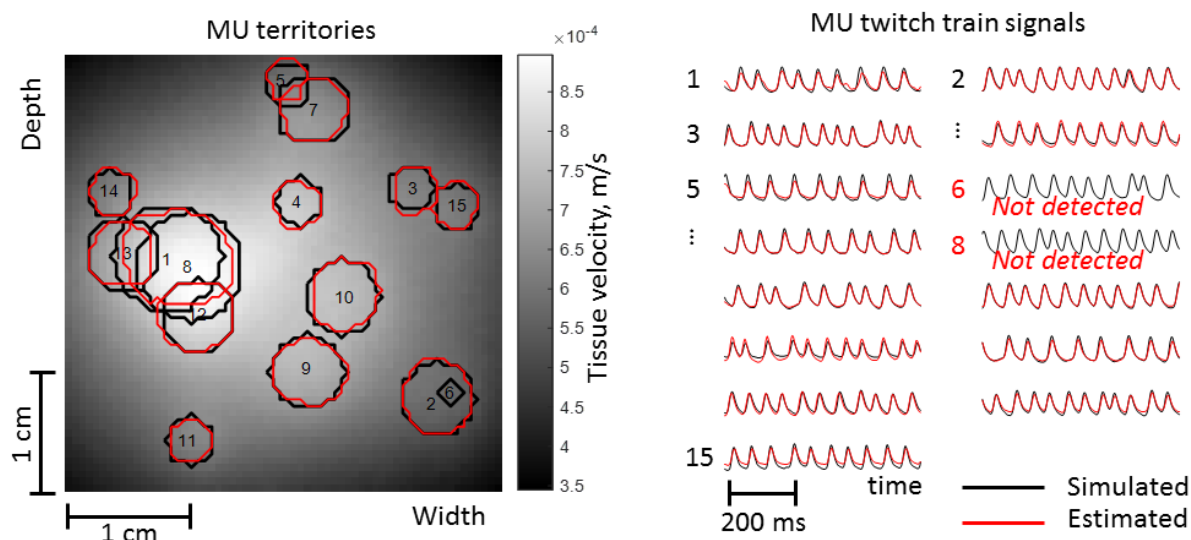 MU territories
MU twitch train signals
×10⁻⁴
Depth
Width
1 cm
1 cm
5
7
14
4
3
15
13
1
8
12
10
9
2
6
11
8.5
8
7.5
7
6.5
6
5.5
5
4.5
4
3.5
Tissue velocity, m/s
1
2
3
...
5
6
Not detected
...
8
Not detected
15
time
200 ms
Simulated
Estimated